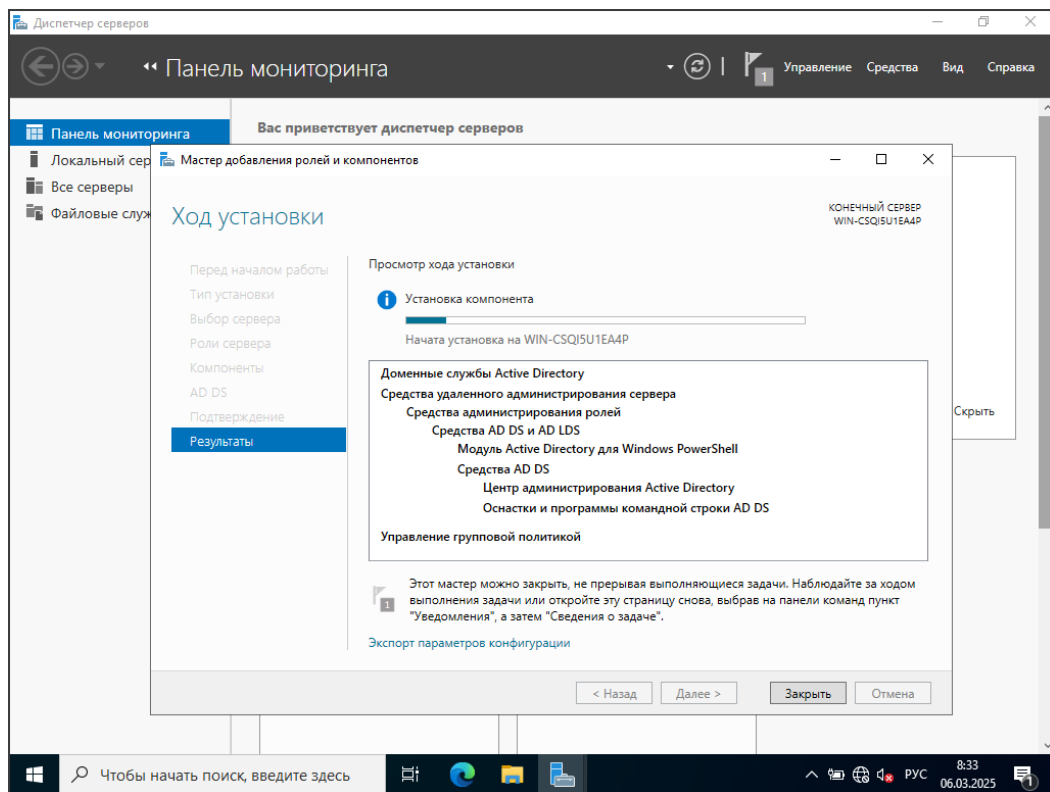 Диспетчер серверов
Панель мониторинга
1
Управление Средства Вид Справка
Панель мониторинга
Локальный сер
Все серверы
Файловые служ
Вас приветствует диспетчер серверов
Мастер добавления ролей и компонентов
Ход установки
КОНЕЧНЫЙ СЕРВЕР
WIN-CSQI5U1EA4P
Перед началом работы
Тип установки
Выбор сервера
Роли сервера
Компоненты
AD DS
Подтверждение
Результаты
Просмотр хода установки
Установка компонента
Начата установка на WIN-CSQI5U1EA4P
Доменные службы Active Directory
Средства удаленного администрирования сервера
Средства администрирования ролей
Средства AD DS и AD LDS
Модуль Active Directory для Windows PowerShell
Средства AD DS
Центр администрирования Active Directory
Оснастки и программы командной строки AD DS
Управление групповой политикой
1
Этот мастер можно закрыть, не прерывая выполняющиеся задачи. Наблюдайте за ходом
выполнения задачи или откройте эту страницу снова, выбрав на панели команд пункт
"Уведомления", а затем "Сведения о задаче".
Экспорт параметров конфигурации
< Назад Далее > Закрыть Отмена
Скрыть
Чтобы начать поиск, введите здесь
РУС
8:33
06.03.2025
1